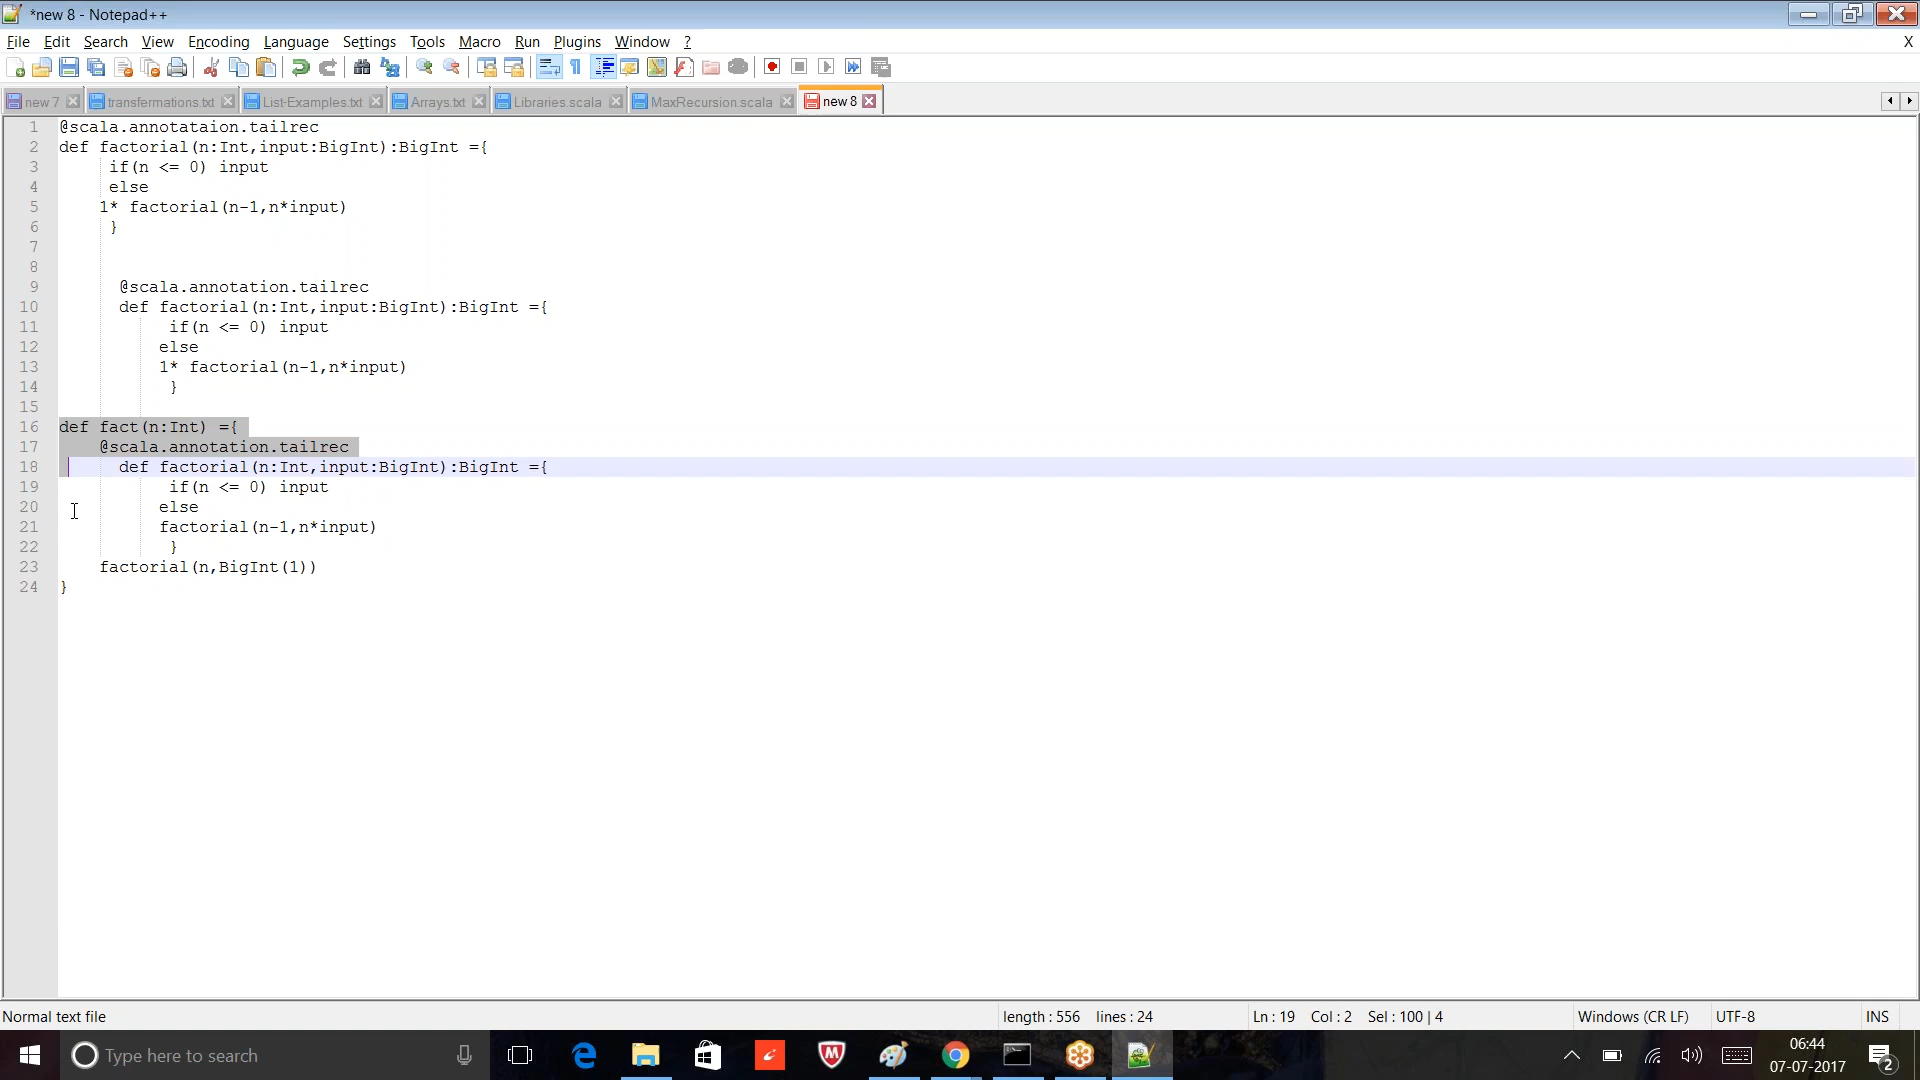 *new 8 - Notepad++
File Edit Search View Encoding Language Settings Tools Macro Run Plugins Window ? X
new 7 transfermations.txt List-Examples.txt Arrays.txt Libraries.scala MaxRecursion.scala new 8
1 @scala.annotataion.tailrec
2 def factorial(n:Int,input:BigInt):BigInt ={
3 if(n <= 0) input
4 else
5 1* factorial(n-1,n*input)
6 }
7
8
9 @scala.annotation.tailrec
10 def factorial(n:Int,input:BigInt):BigInt ={
11 if(n <= 0) input
12 else
13 1* factorial(n-1,n*input)
14 }
15
16 def fact(n:Int) ={
17 @scala.annotation.tailrec
18 def factorial(n:Int,input:BigInt):BigInt ={
19 if(n <= 0) input
20 else
21 factorial(n-1,n*input)
22 }
23 factorial(n,BigInt(1))
24 }
Normal text file length : 556 lines : 24 Ln : 19 Col : 2 Sel : 100 | 4 Windows (CR LF) UTF-8 INS
Type here to search
06:44
07-07-2017
2